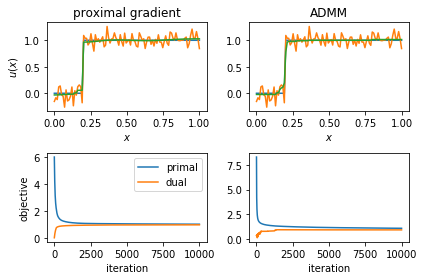 proximal gradient
ADMM
u(x)
1.0
0.5
0.0
0.00 0.25 0.50 0.75 1.00
x
1.0
0.5
0.0
0.00 0.25 0.50 0.75 1.00
x
objective
6
4
2
0
primal
dual
0 2500 5000 7500 10000
iteration
7.5
5.0
2.5
0.0
0 2500 5000 7500 10000
iteration